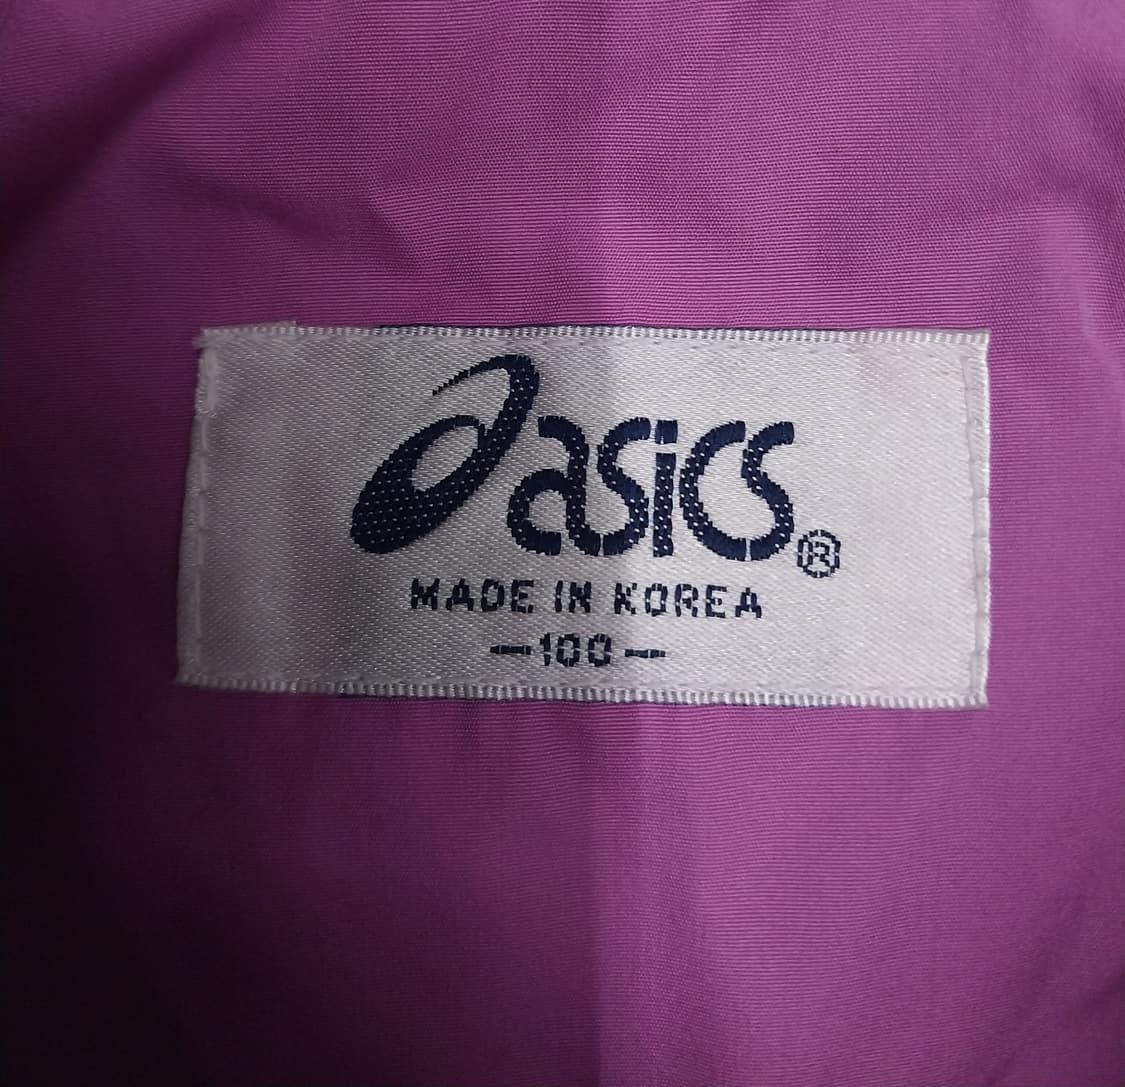 asics®
MADE IN KOREA
—100—